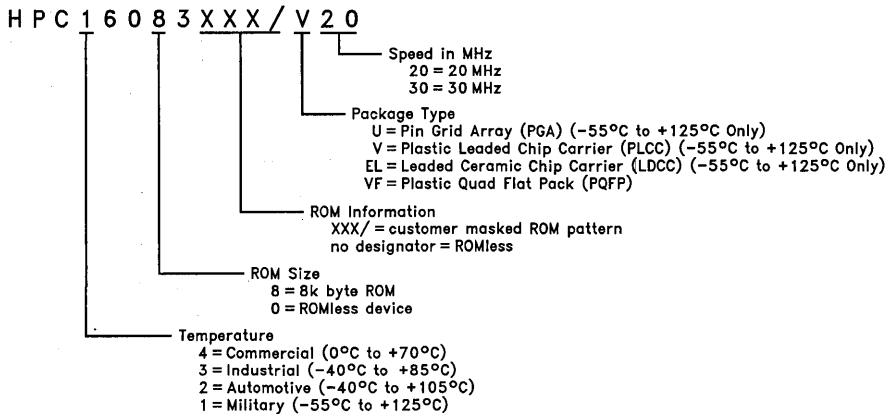 HPC16083XXX/V20
Speed in MHz
20 = 20 MHz
30 = 30 MHz
Package Type
U = Pin Grid Array (PGA) (-55°C to +125°C Only)
V = Plastic Leaded Chip Carrier (PLCC) (-55°C to +125°C Only)
EL = Leaded Ceramic Chip Carrier (LDCC) (-55°C to +125°C Only)
VF = Plastic Quad Flat Pack (PQFP)
ROM Information
XXX/ = customer masked ROM pattern
no designator = ROMless
ROM Size
8 = 8k byte ROM
0 = ROMless device
Temperature
4 = Commercial (0°C to +70°C)
3 = Industrial (-40°C to +85°C)
2 = Automotive (-40°C to +105°C)
1 = Military (-55°C to +125°C)